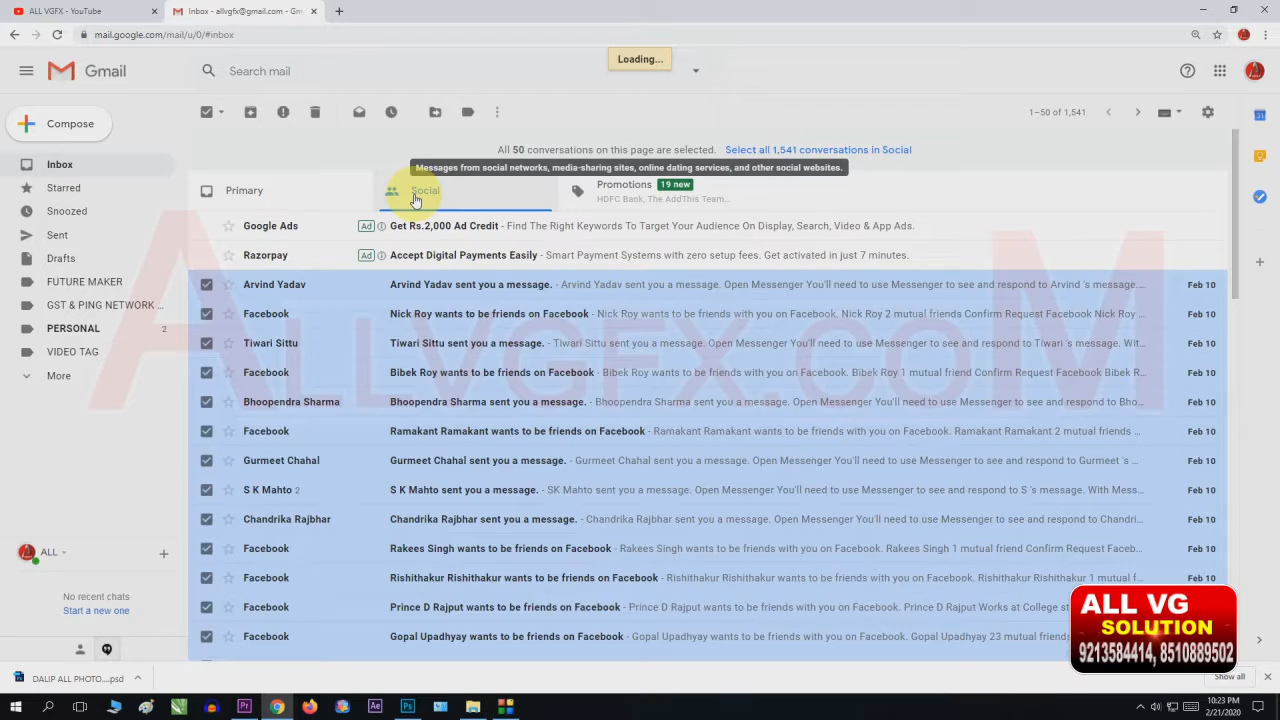 ALL VGFX
Inbox - allvgfx@gmail.com - Gm
mail.google.com/mail/u/0/#inbox
Gmail
Search mail
Loading...
Compose
1–50 of 1,541
All 50 conversations on this page are selected. Select all 1,541 conversations in Social
Messages from social networks, media-sharing sites, online dating services, and other social websites.
Inbox
Starred
Snoozed
Sent
Drafts
FUTURE MAKER
GST & PING NETWORK ...
PERSONAL 2
VIDEO TAG
More
Primary
Social
Promotions 19 new
HDFC Bank, The AddThis Team...
Google Ads Ad Get Rs.2,000 Ad Credit - Find The Right Keywords To Target Your Audience On Display, Search, Video & App Ads.
Razorpay Ad Accept Digital Payments Easily - Smart Payment Systems with zero setup fees. Get activated in just 7 minutes.
Arvind Yadav Arvind Yadav sent you a message. - Arvind Yadav sent you a message. Open Messenger You'll need to use Messenger to see and respond to Arvind 's message.... Feb 10
Facebook Nick Roy wants to be friends on Facebook - Nick Roy wants to be friends with you on Facebook. Nick Roy 2 mutual friends Confirm Request Facebook Nick Roy ... Feb 10
Tiwari Sittu Tiwari Sittu sent you a message. - Tiwari Sittu sent you a message. Open Messenger You'll need to use Messenger to see and respond to Tiwari 's message. Wit... Feb 10
Facebook Bibek Roy wants to be friends on Facebook - Bibek Roy wants to be friends with you on Facebook. Bibek Roy 1 mutual friend Confirm Request Facebook Bibek R... Feb 10
Bhoopendra Sharma Bhoopendra Sharma sent you a message. - Bhoopendra Sharma sent you a message. Open Messenger You'll need to use Messenger to see and respond to Bho... Feb 10
Facebook Ramakant Ramakant wants to be friends on Facebook - Ramakant Ramakant wants to be friends with you on Facebook. Ramakant Ramakant 2 mutual friends ... Feb 10
Gurmeet Chahal Gurmeet Chahal sent you a message. - Gurmeet Chahal sent you a message. Open Messenger You'll need to use Messenger to see and respond to Gurmeet 's ... Feb 10
S K Mahto 2 S K Mahto sent you a message. - SK Mahto sent you a message. Open Messenger You'll need to use Messenger to see and respond to S 's message. With Mess... Feb 10
Chandrika Rajbhar Chandrika Rajbhar sent you a message. - Chandrika Rajbhar sent you a message. Open Messenger You'll need to use Messenger to see and respond to Chandri... Feb 10
Facebook Rakees Singh wants to be friends on Facebook - Rakees Singh wants to be friends with you on Facebook. Rakees Singh 1 mutual friend Confirm Request Faceb... Feb 10
Facebook Rishithakur Rishithakur wants to be friends on Facebook - Rishithakur Rishithakur wants to be friends with you on Facebook. Rishithakur Rishithakur 1 mutual f... Feb 10
Facebook Prince D Rajput wants to be friends on Facebook - Prince D Rajput wants to be friends with you on Facebook. Prince D Rajput Works at College st
Facebook Gopal Upadhyay wants to be friends on Facebook - Gopal Upadhyay wants to be friends with you on Facebook. Gopal Upadhyay 23 mutual friend
ALLVGFX.COM
ALL
No recent chats
Start a new one
ALL VG
SOLUTION
9213584414, 8510889502
DALIP ALL PHOTO....psd
Show all
10:23 PM
2/21/2020